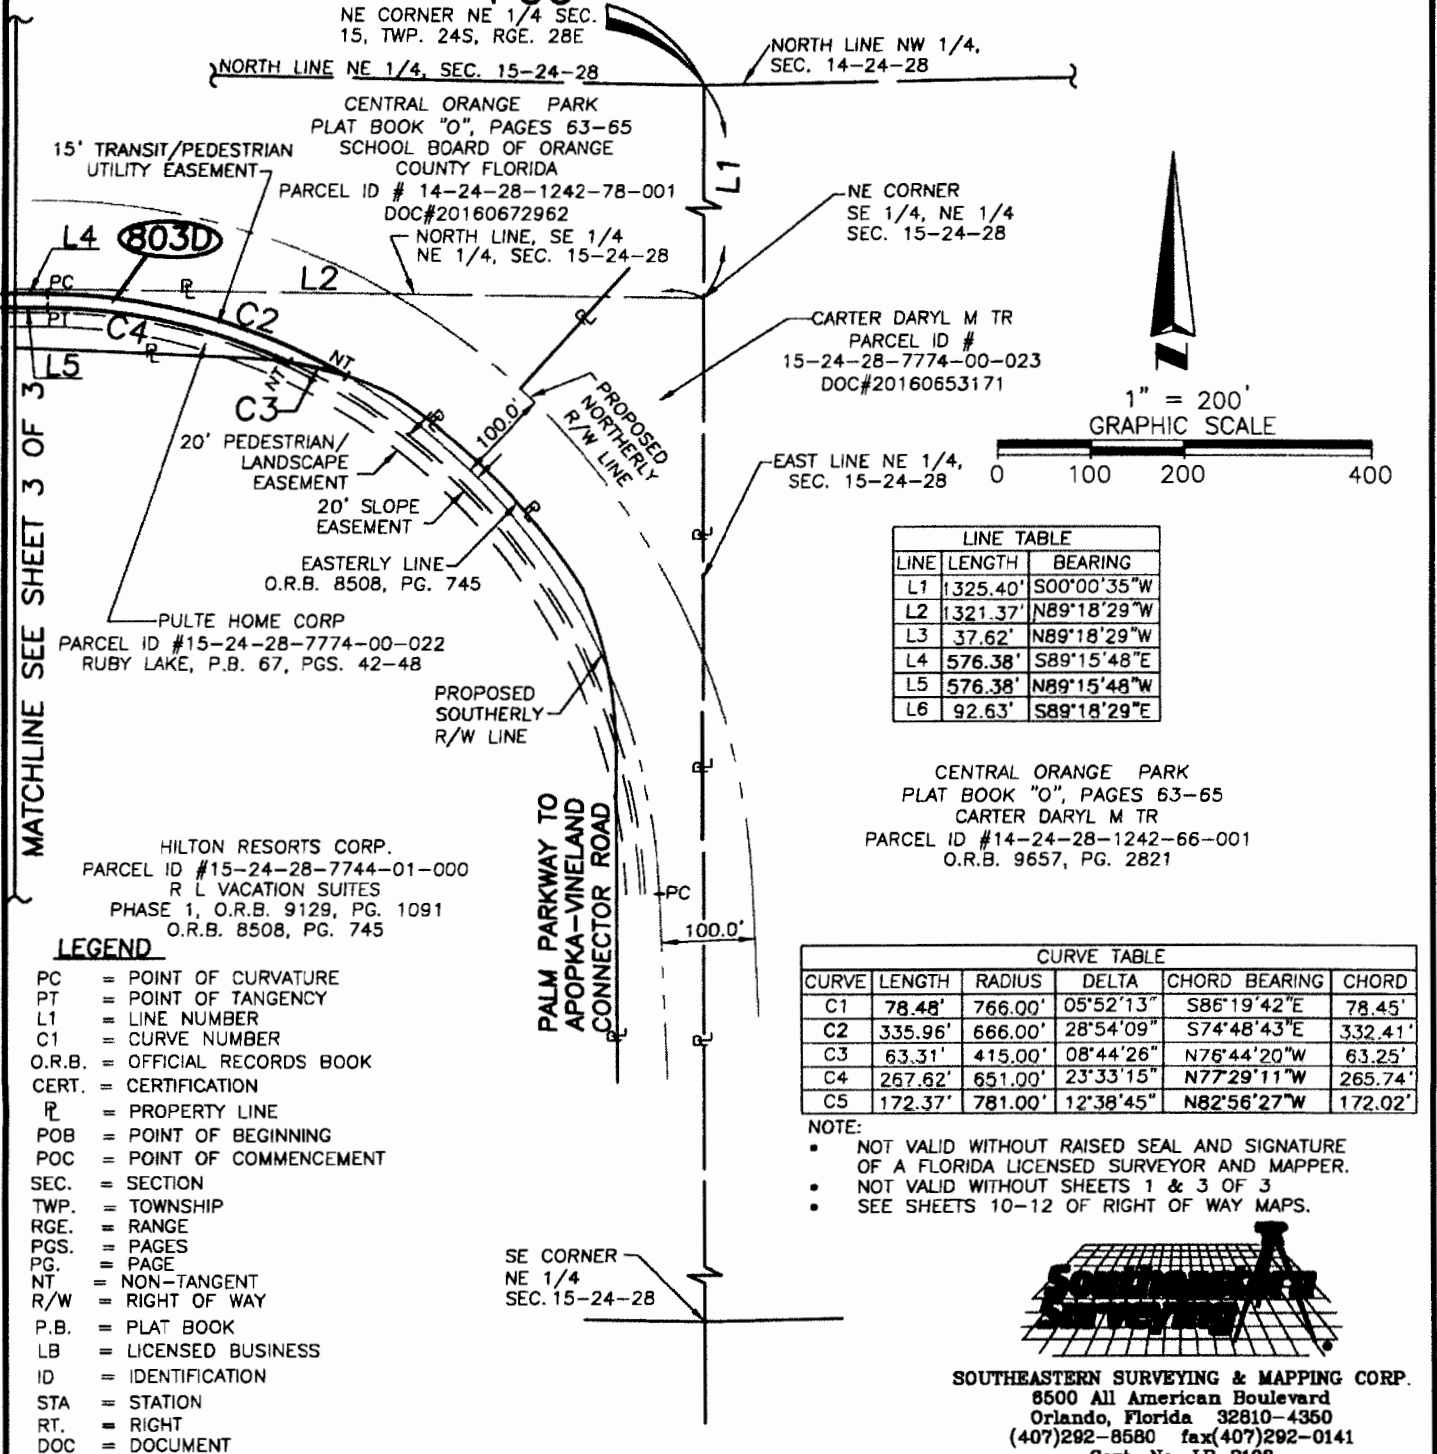 NE CORNER NE 1/4 SEC.
15, TWP. 24S, RGE. 28E
NORTH LINE NW 1/4,
SEC. 14-24-28
NORTH LINE NE 1/4, SEC. 15-24-28
CENTRAL ORANGE PARK
PLAT BOOK "O", PAGES 63-65
SCHOOL BOARD OF ORANGE
COUNTY FLORIDA
PARCEL ID # 14-24-28-1242-78-001
DOC#20160672962
15' TRANSIT/PEDESTRIAN
UTILITY EASEMENT
L1
NE CORNER
SE 1/4, NE 1/4
SEC. 15-24-28
NORTH LINE, SE 1/4
NE 1/4, SEC. 15-24-28
L4
803D
L2
PC
PT
C4
C2
L5
NT
NT
C3
CARTER DARYL M TR
PARCEL ID #
15-24-28-7774-00-023
DOC#20160653171
1" = 200'
GRAPHIC SCALE
0 100 200 400
100.0'
PROPOSED
NORTHERLY
R/W LINE
20' PEDESTRIAN/
LANDSCAPE
EASEMENT
20' SLOPE
EASEMENT
EAST LINE NE 1/4,
SEC. 15-24-28
EASTERLY LINE
O.R.B. 8508, PG. 745
MATCHLINE SEE SHEET 3 OF 3
PULTE HOME CORP
PARCEL ID #15-24-28-7774-00-022
RUBY LAKE, P.B. 67, PGS. 42-48
PROPOSED
SOUTHERLY
R/W LINE
LINE TABLE
LINE LENGTH BEARING
L1 1325.40' S00°00'35"W
L2 1321.37' N89°18'29"W
L3 37.62' N89°18'29"W
L4 576.38' S89°15'48"E
L5 576.38' N89°15'48"W
L6 92.63' S89°18'29"E
CENTRAL ORANGE PARK
PLAT BOOK "O", PAGES 63-65
CARTER DARYL M TR
PARCEL ID #14-24-28-1242-66-001
O.R.B. 9657, PG. 2821
PALM PARKWAY TO
APOPKA-VINELAND
CONNECTOR ROAD
PC
100.0'
HILTON RESORTS CORP.
PARCEL ID #15-24-28-7744-01-000
R L VACATION SUITES
PHASE 1, O.R.B. 9129, PG. 1091
O.R.B. 8508, PG. 745
LEGEND
PC = POINT OF CURVATURE
PT = POINT OF TANGENCY
L1 = LINE NUMBER
C1 = CURVE NUMBER
O.R.B. = OFFICIAL RECORDS BOOK
CERT. = CERTIFICATION
PL = PROPERTY LINE
POB = POINT OF BEGINNING
POC = POINT OF COMMENCEMENT
SEC. = SECTION
TWP. = TOWNSHIP
RGE. = RANGE
PGS. = PAGES
PG. = PAGE
NT = NON-TANGENT
R/W = RIGHT OF WAY
P.B. = PLAT BOOK
LB = LICENSED BUSINESS
ID = IDENTIFICATION
STA = STATION
RT. = RIGHT
DOC = DOCUMENT
CURVE TABLE
CURVE LENGTH RADIUS DELTA CHORD BEARING CHORD
C1 78.48' 766.00' 05°52'13" S86°19'42"E 78.45'
C2 335.96' 666.00' 28°54'09" S74°48'43"E 332.41'
C3 63.31' 415.00' 08°44'26" N76°44'20"W 63.25'
C4 267.62' 651.00' 23°33'15" N77°29'11"W 265.74'
C5 172.37' 781.00' 12°38'45" N82°56'27"W 172.02'
NOTE:
• NOT VALID WITHOUT RAISED SEAL AND SIGNATURE
OF A FLORIDA LICENSED SURVEYOR AND MAPPER.
• NOT VALID WITHOUT SHEETS 1 & 3 OF 3
• SEE SHEETS 10-12 OF RIGHT OF WAY MAPS.
SE CORNER
NE 1/4
SEC. 15-24-28
Southeastern
Surveying
SOUTHEASTERN SURVEYING & MAPPING CORP.
6500 All American Boulevard
Orlando, Florida 32810-4350
(407)292-8580 fax(407)292-0141